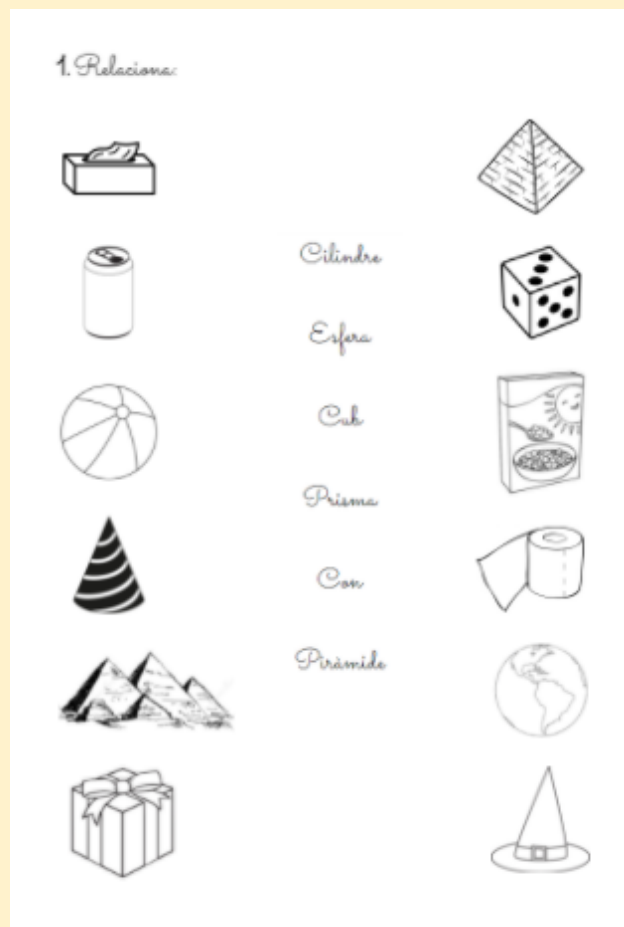 1. Relaciona:
Cilindre
Esfera
Cub
Prisma
Con
Piràmide